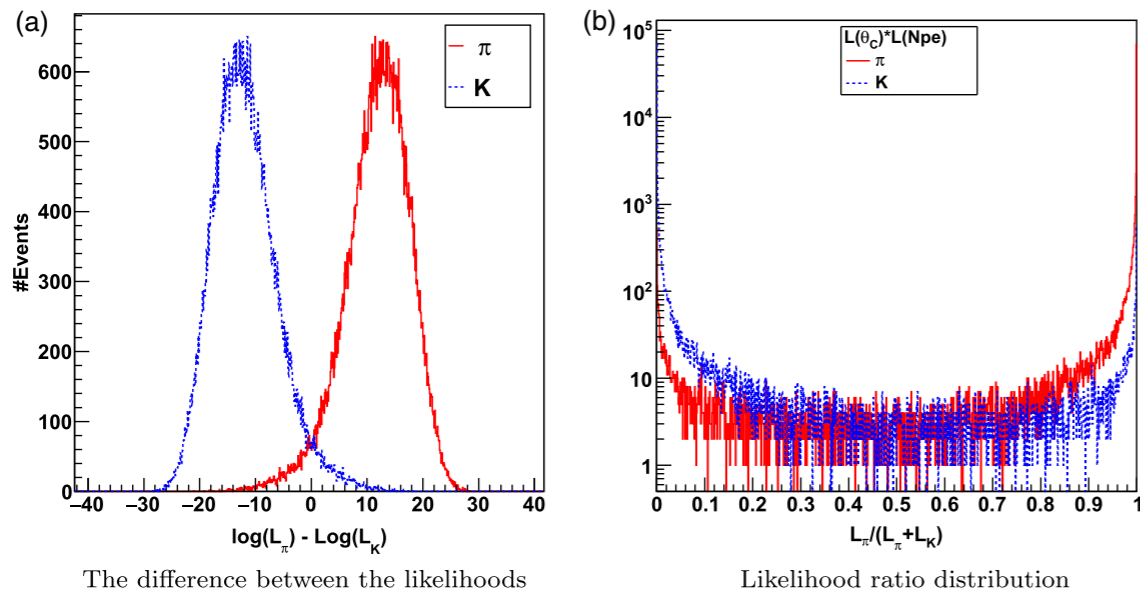 (a)
π
K
#Events
600
500
400
300
200
100
0
−40 −30 −20 −10 0 10 20 30 40
log(L_π) - Log(L_K)
The difference between the likelihoods
(b)
L(θ_C)*L(Npe)
π
K
10^5
10^4
10^3
10^2
10
1
0 0.1 0.2 0.3 0.4 0.5 0.6 0.7 0.8 0.9 1
L_π/(L_π+L_K)
Likelihood ratio distribution